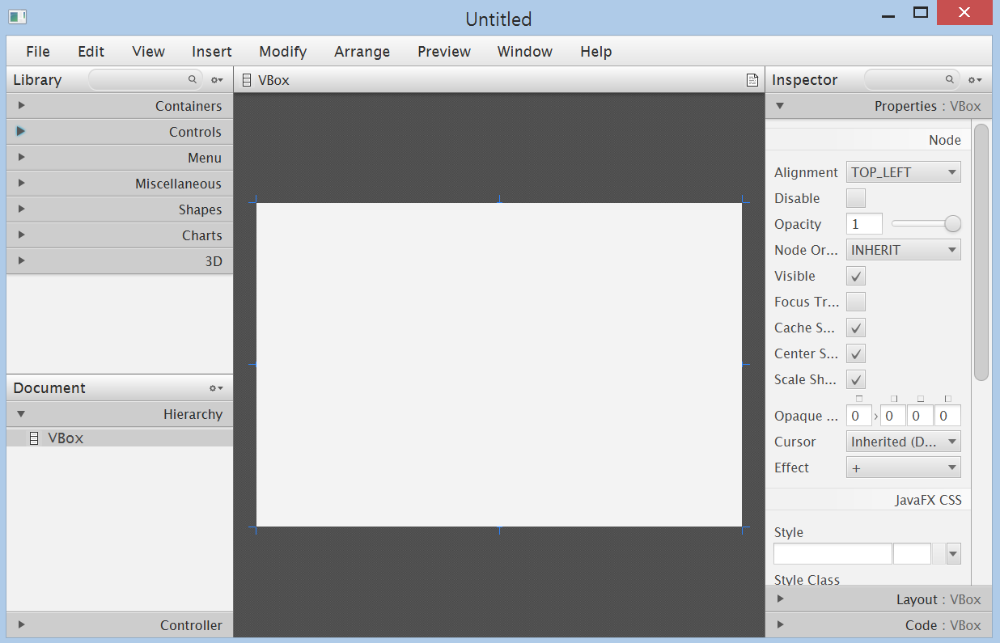 Untitled
File Edit View Insert Modify Arrange Preview Window Help
Library
Containers
Controls
Menu
Miscellaneous
Shapes
Charts
3D
Document
Hierarchy
VBox
Controller
VBox
Inspector
Properties : VBox
Node
Alignment TOP_LEFT
Disable
Opacity 1
Node Or... INHERIT
Visible
Focus Tr...
Cache S...
Center S...
Scale Sh...
Opaque ... 0 › 0 0 0
Cursor Inherited (D...
Effect +
JavaFX CSS
Style
Style Class
Layout : VBox
Code : VBox